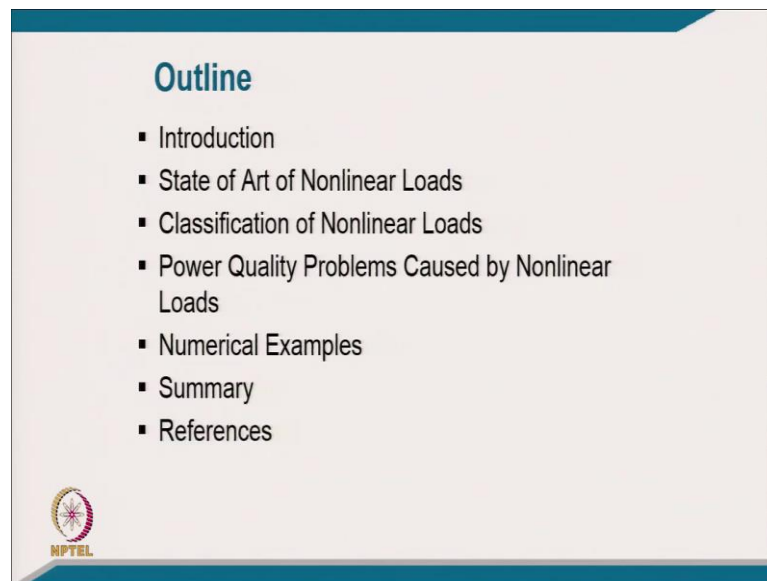 Outline
▪ Introduction
▪ State of Art of Nonlinear Loads
▪ Classification of Nonlinear Loads
▪ Power Quality Problems Caused by Nonlinear
Loads
▪ Numerical Examples
▪ Summary
▪ References
NPTEL